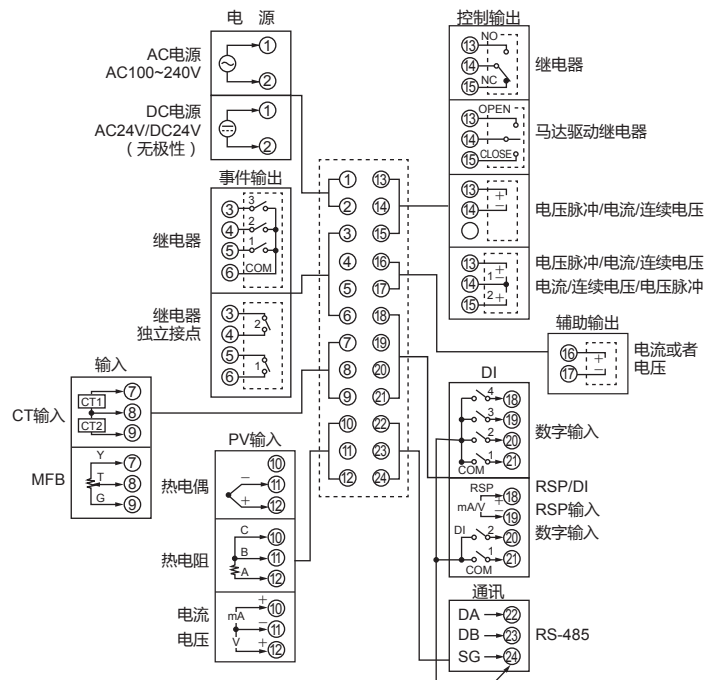 电 源
AC电源
AC100~240V
①
②
DC电源
AC24V/DC24V
（无极性）
①
②
事件输出
继电器
③ 3
④ 2
⑤ 1
⑥ COM
继电器
独立接点
③
④ 2
⑤
⑥ 1
输入
CT输入
CT1
CT2
⑦
⑧
⑨
MFB
Y ⑦
T ⑧
G ⑨
PV输入
热电偶
⑩
− ⑪
+ ⑫
热电阻
C ⑩
B ⑪
A ⑫
电流
电压
mA
V
+ ⑩
− ⑪
+ ⑫
① ⑬
② ⑭
③ ⑮
④ ⑯
⑤ ⑰
⑥ ⑱
⑦ ⑲
⑧ ⑳
⑨ ㉑
⑩ ㉒
⑪ ㉓
⑫ ㉔
控制输出
⑬ NO
⑭
⑮ NC
继电器
⑬ OPEN
⑭
⑮ CLOSE
马达驱动继电器
⑬ +
⑭ −
电压脉冲/电流/连续电压
⑬ +
⑭ 1 −
⑮ 2 +
电压脉冲/电流/连续电压
电流/连续电压/电压脉冲
辅助输出
⑯ +
⑰ −
电流或者
电压
DI
4 ⑱
3 ⑲
2 ⑳
1 ㉑
COM
数字输入
RSP
mA/V
+ ⑱
− ⑲
DI 2 ⑳
1 ㉑
COM
RSP/DI
RSP输入
数字输入
通讯
DA ㉒
DB ㉓
SG ㉔
RS-485